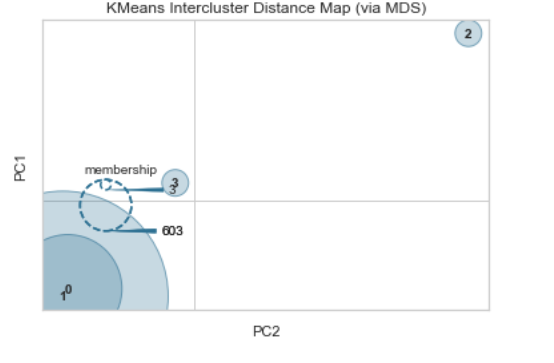 KMeans Intercluster Distance Map (via MDS)
2
PC1
membership
3
3
603
0
1
PC2